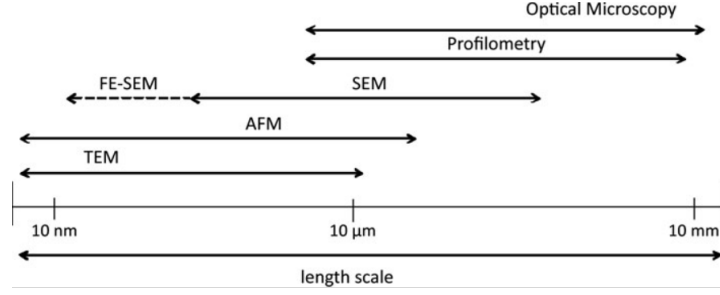 Optical Microscopy
Profilometry
FE-SEM SEM
AFM
TEM
10 nm 10 µm 10 mm
length scale